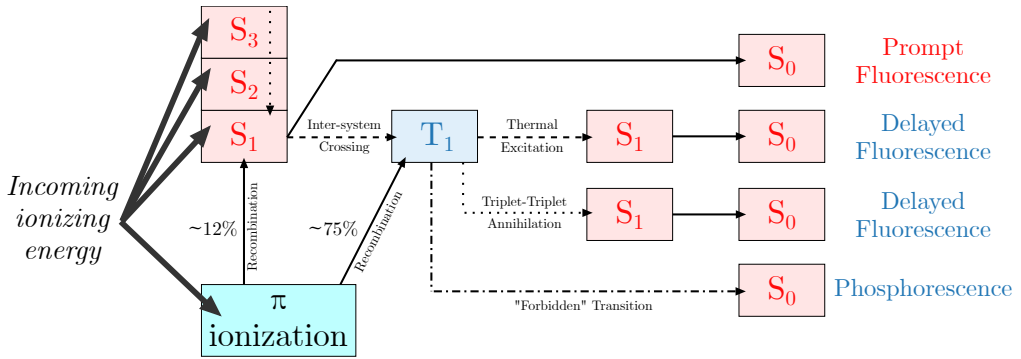 S₃
S₂
S₁
Incoming
ionizing
energy
~12%
Recombination
~75%
Recombination
π
ionization
Inter-system
Crossing
T₁
Thermal
Excitation
Triplet-Triplet
Annihilation
"Forbidden" Transition
S₁
S₁
S₀
Prompt
Fluorescence
S₀
Delayed
Fluorescence
S₀
Delayed
Fluorescence
S₀
Phosphorescence